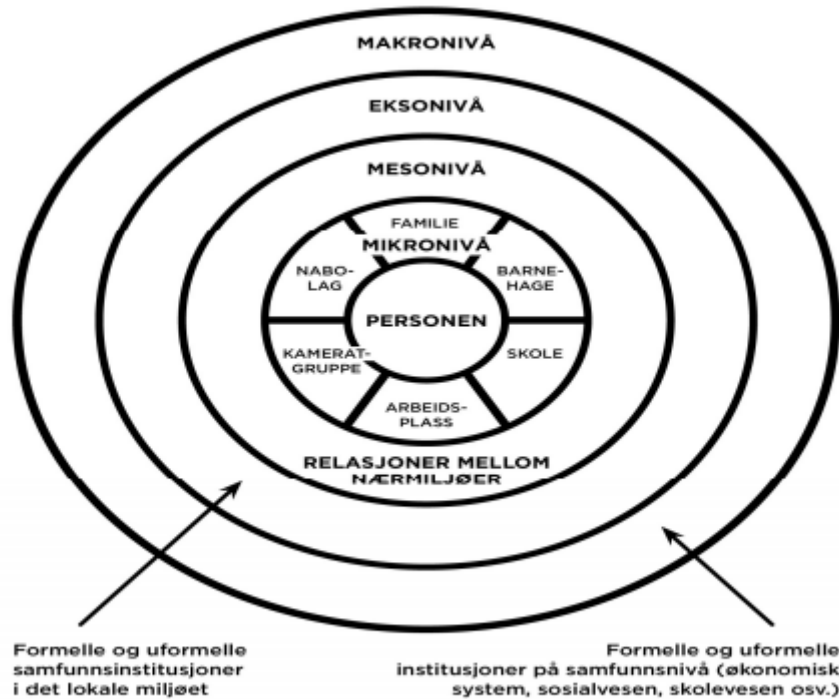 MAKRONIVÅ
EKSONIVÅ
MESONIVÅ
FAMILIE
MIKRONIVÅ
NABO-
LAG
BARNE-
HAGE
PERSONEN
KAMERAT-
GRUPPE
SKOLE
ARBEIDS-
PLASS
RELASJONER MELLOM
NÆRMILJØER
Formelle og uformelle
samfunnsinstitusjoner
i det lokale miljøet
Formelle og uformelle
institusjoner på samfunnsnivå (økonomisk
system, sosialvesen, skolevesen osv.)